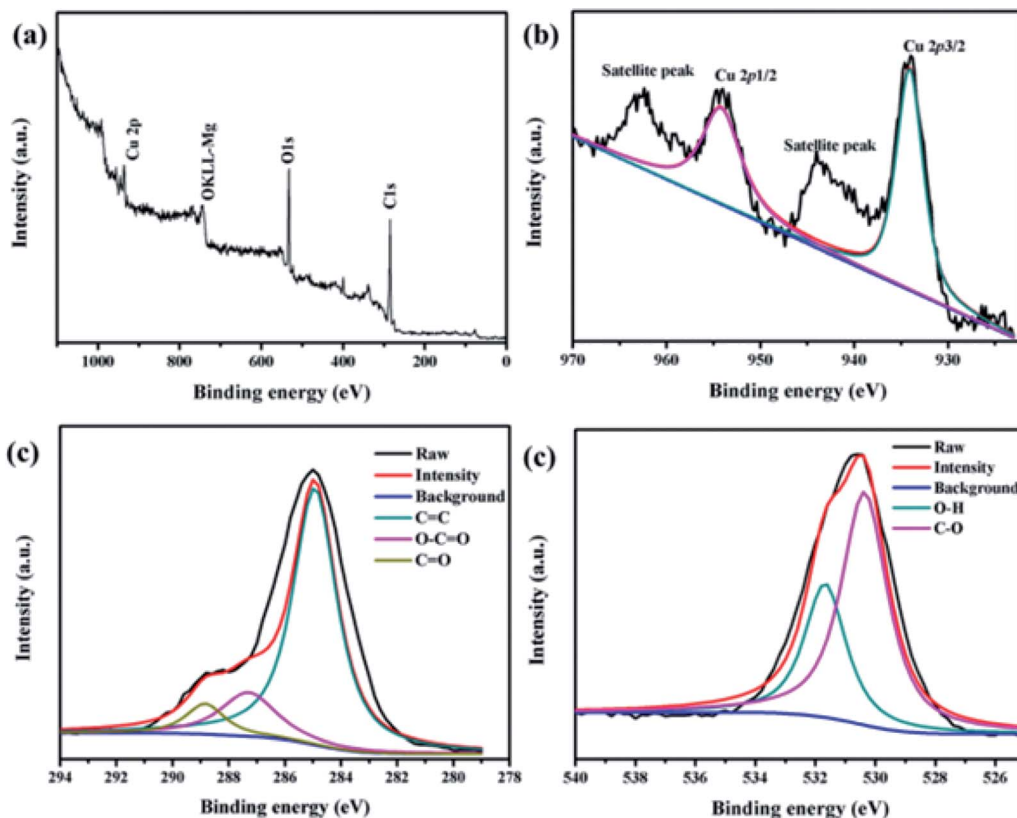 (a)
Intensity (a.u.)
Cu 2p
OKLL-Mg
O1s
C1s
1000 800 600 400 200 0
Binding energy (eV)
(b)
Intensity (a.u.)
Satellite peak
Cu 2p1/2
Satellite peak
Cu 2p3/2
970 960 950 940 930
Binding energy (eV)
(c)
Intensity (a.u.)
Raw
Intensity
Background
C=C
O-C=O
C=O
294 292 290 288 286 284 282 280 278
Binding energy (eV)
(c)
Intensity (a.u.)
Raw
Intensity
Background
O-H
C-O
540 538 536 534 532 530 528 526
Binding energy (eV)